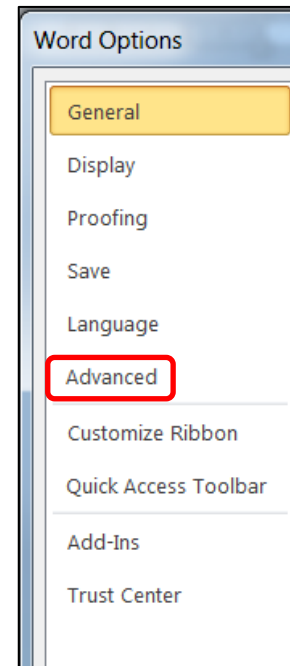 Word Options
General
Display
Proofing
Save
Language
Advanced
Customize Ribbon
Quick Access Toolbar
Add-Ins
Trust Center